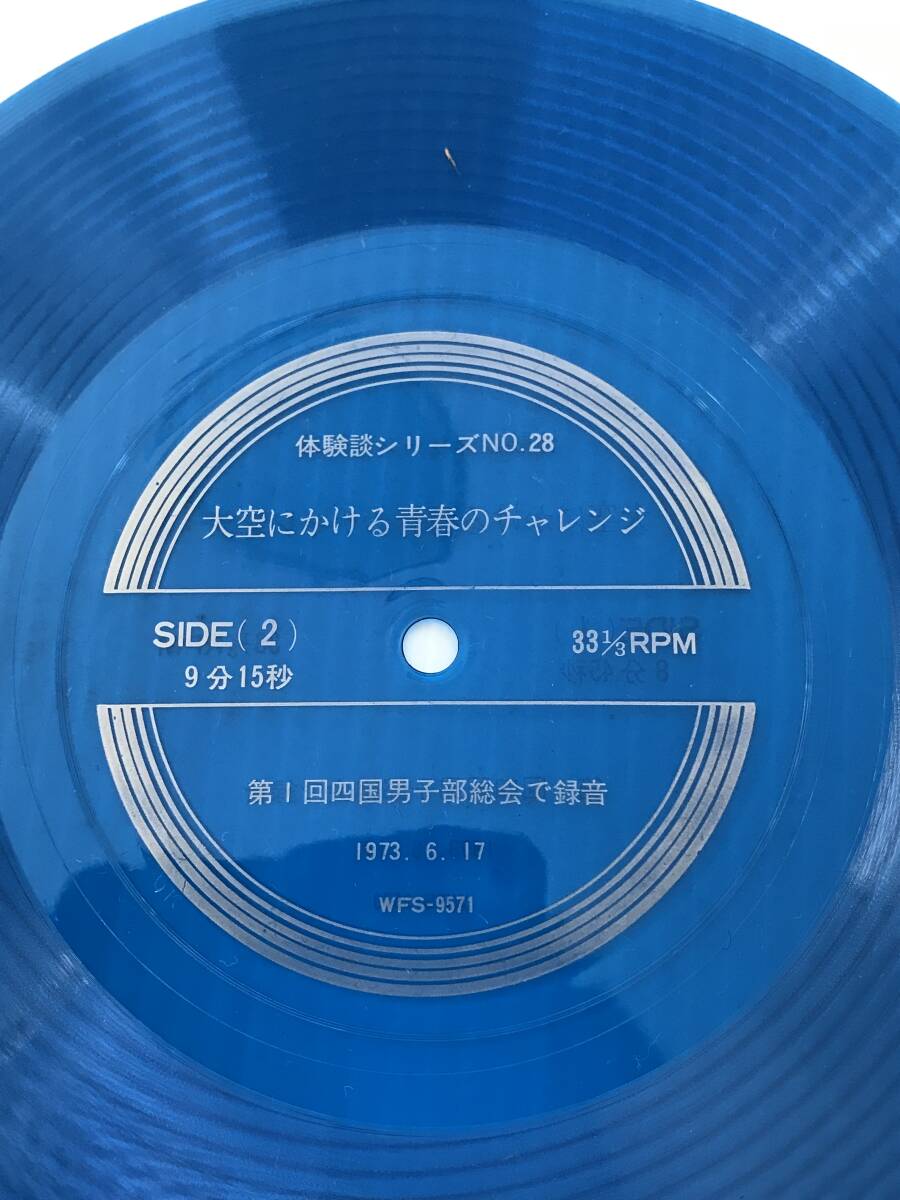 体験談シリーズNO.28
大空にかける青春のチャレンジ
SIDE(2)
9分15秒
33⅓RPM
第1回四国男子部総会で録音
1973. 6. 17
WFS-9571